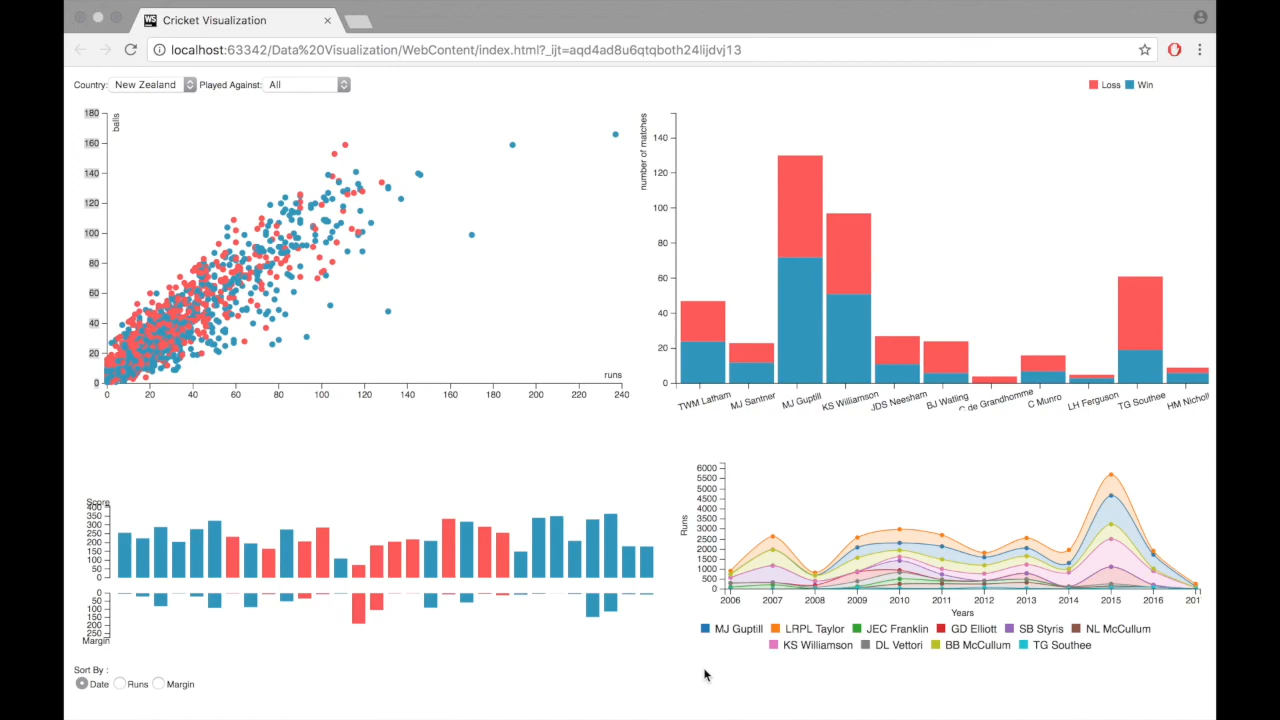 WS
Cricket Visualization
localhost:63342/Data%20Visualization/WebContent/index.html?_ijt=aqd4ad8u6qtqboth24lijdvj13
Country: New Zealand Played Against: All
Loss Win
180
160
140
120
100
80
60
40
20
0
balls
runs
0 20 40 60 80 100 120 140 160 180 200 220 240
number of matches
140
120
100
80
60
40
20
0
TWM Latham MJ Santner MJ Guptill KS Williamson JDS Neesham BJ Watling C de Grandhomme C Munro LH Ferguson TG Southee HM Nicholl
Score
400
350
300
250
200
150
100
50
0
0
50
100
150
200
250
Margin
Sort By :
Date Runs Margin
6000
5500
5000
4500
4000
3500
3000
2500
2000
1500
1000
500
0
Runs
2006 2007 2008 2009 2010 2011 2012 2013 2014 2015 2016 201
Years
MJ Guptill LRPL Taylor JEC Franklin GD Elliott SB Styris NL McCullum
KS Williamson DL Vettori BB McCullum TG Southee